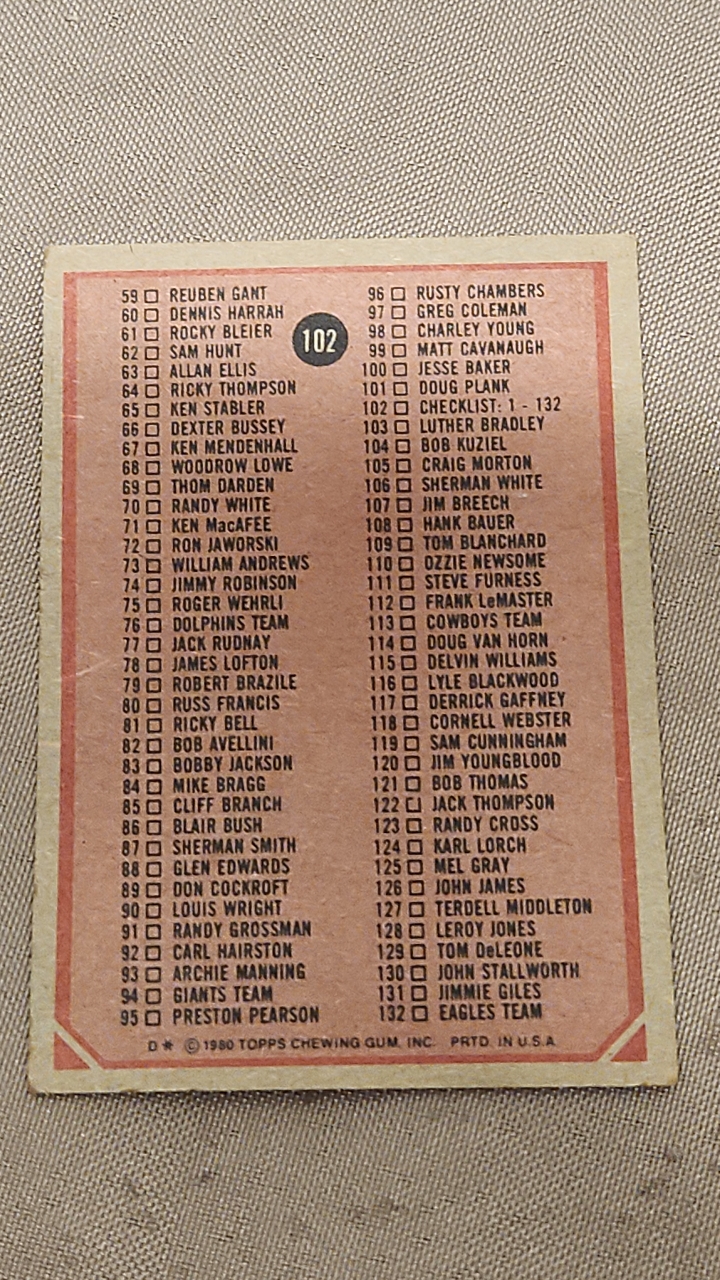 102
59 REUBEN GANT
60 DENNIS HARRAH
61 ROCKY BLEIER
62 SAM HUNT
63 ALLAN ELLIS
64 RICKY THOMPSON
65 KEN STABLER
66 DEXTER BUSSEY
67 KEN MENDENHALL
68 WOODROW LOWE
69 THOM DARDEN
70 RANDY WHITE
71 KEN MacAFEE
72 RON JAWORSKI
73 WILLIAM ANDREWS
74 JIMMY ROBINSON
75 ROGER WEHRLI
76 DOLPHINS TEAM
77 JACK RUDNAY
78 JAMES LOFTON
79 ROBERT BRAZILE
80 RUSS FRANCIS
81 RICKY BELL
82 BOB AVELLINI
83 BOBBY JACKSON
84 MIKE BRAGG
85 CLIFF BRANCH
86 BLAIR BUSH
87 SHERMAN SMITH
88 GLEN EDWARDS
89 DON COCKROFT
90 LOUIS WRIGHT
91 RANDY GROSSMAN
92 CARL HAIRSTON
93 ARCHIE MANNING
94 GIANTS TEAM
95 PRESTON PEARSON
96 RUSTY CHAMBERS
97 GREG COLEMAN
98 CHARLEY YOUNG
99 MATT CAVANAUGH
100 JESSE BAKER
101 DOUG PLANK
102 CHECKLIST: 1 - 132
103 LUTHER BRADLEY
104 BOB KUZIEL
105 CRAIG MORTON
106 SHERMAN WHITE
107 JIM BREECH
108 HANK BAUER
109 TOM BLANCHARD
110 OZZIE NEWSOME
111 STEVE FURNESS
112 FRANK LeMASTER
113 COWBOYS TEAM
114 DOUG VAN HORN
115 DELVIN WILLIAMS
116 LYLE BLACKWOOD
117 DERRICK GAFFNEY
118 CORNELL WEBSTER
119 SAM CUNNINGHAM
120 JIM YOUNGBLOOD
121 BOB THOMAS
122 JACK THOMPSON
123 RANDY CROSS
124 KARL LORCH
125 MEL GRAY
126 JOHN JAMES
127 TERDELL MIDDLETON
128 LEROY JONES
129 TOM DeLEONE
130 JOHN STALLWORTH
131 JIMMIE GILES
132 EAGLES TEAM
D* © 1980 TOPPS CHEWING GUM, INC. PRTD. IN U.S.A.